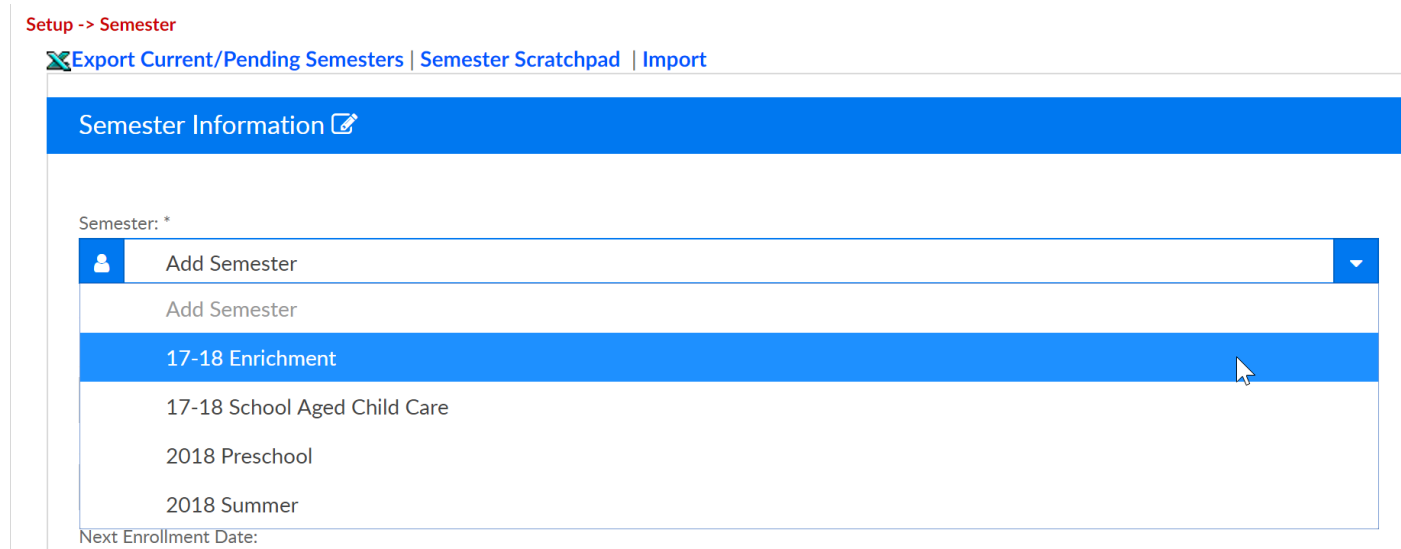 Setup -> Semester
Export Current/Pending Semesters | Semester Scratchpad | Import
Semester Information
Semester: *
Add Semester
Add Semester
17-18 Enrichment
17-18 School Aged Child Care
2018 Preschool
2018 Summer
Next Enrollment Date: